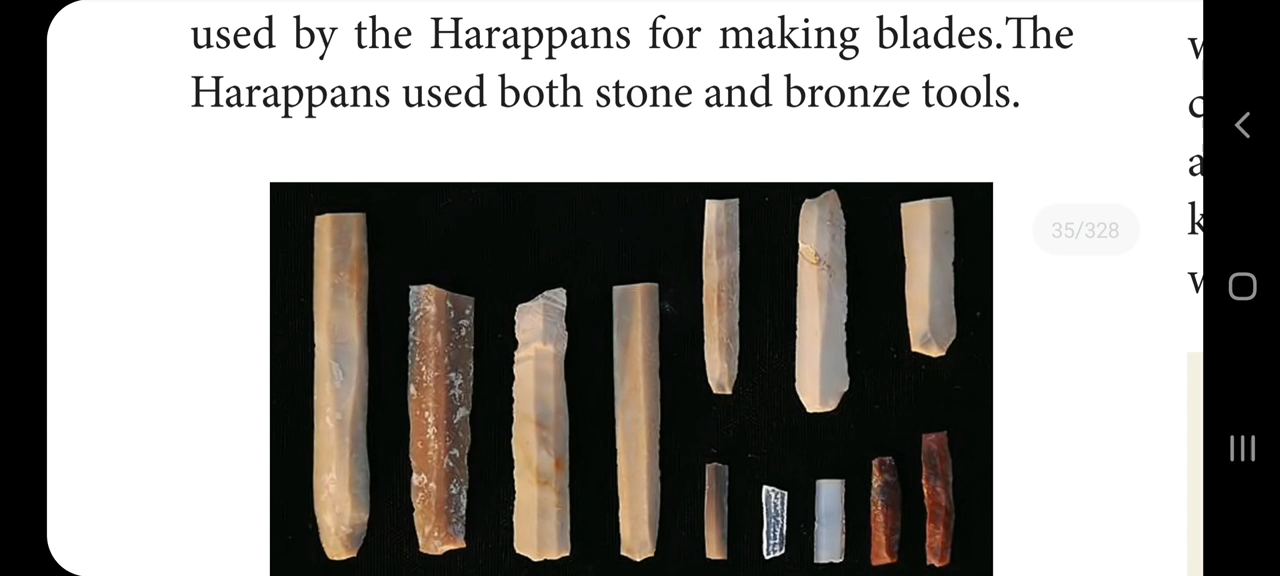 used by the Harappans for making blades.The
Harappans used both stone and bronze tools.
35/328
w
c
a
k
w